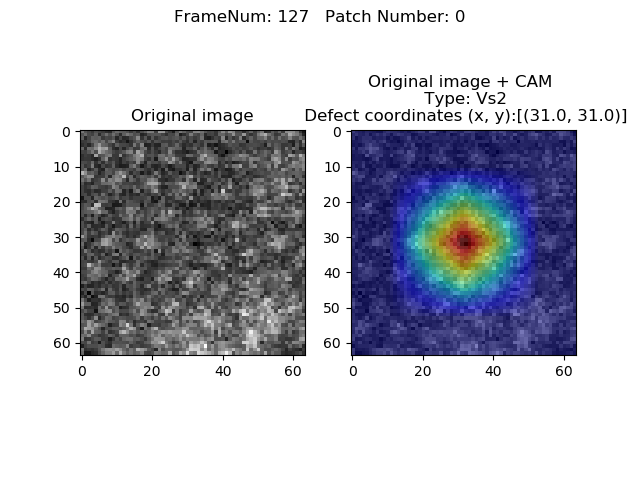 FrameNum: 127   Patch Number: 0
Original image
Original image + CAM
Type: Vs2
Defect coordinates (x, y):[(31.0, 31.0)]
0
10
20
30
40
50
60
0 20 40 60
0
10
20
30
40
50
60
0 20 40 60